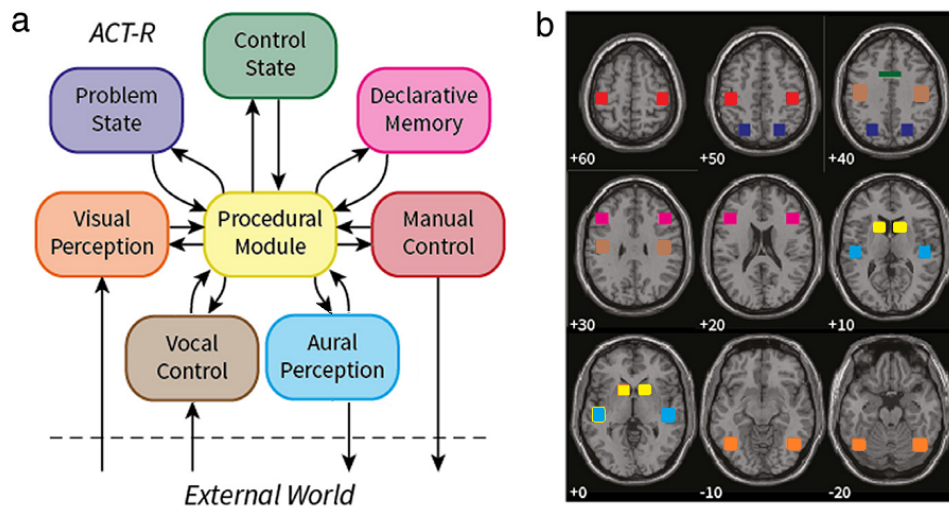 a
ACT-R
Control
State
Problem
State
Declarative
Memory
Visual
Perception
Procedural
Module
Manual
Control
Vocal
Control
Aural
Perception
External World
b
+60
+50
+40
+30
+20
+10
+0
-10
-20